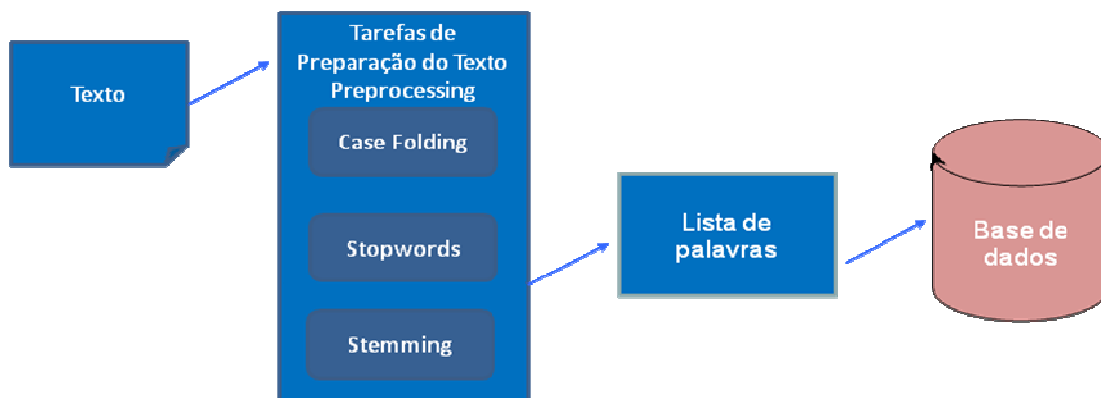 Texto
Tarefas de
Preparação do Texto
Preprocessing
Case Folding
Stopwords
Stemming
Lista de
palavras
Base de
dados